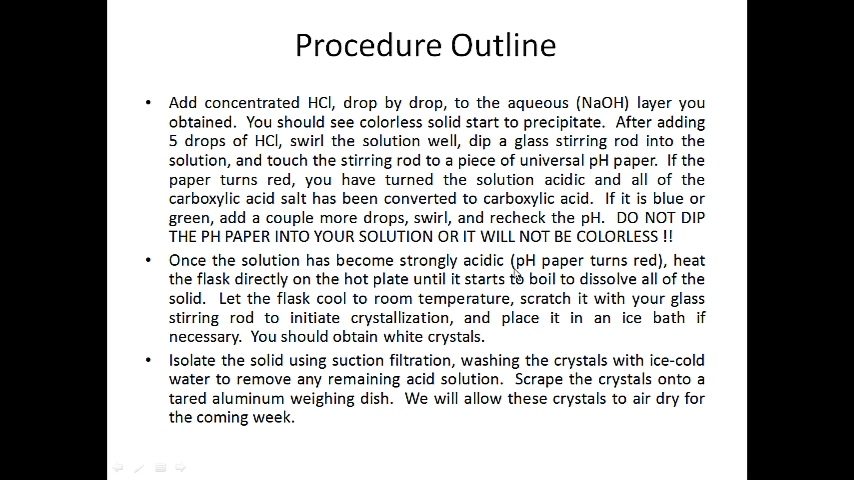 Procedure Outline
• Add concentrated HCl, drop by drop, to the aqueous (NaOH) layer you
obtained. You should see colorless solid start to precipitate. After adding
5 drops of HCl, swirl the solution well, dip a glass stirring rod into the
solution, and touch the stirring rod to a piece of universal pH paper. If the
paper turns red, you have turned the solution acidic and all of the
carboxylic acid salt has been converted to carboxylic acid. If it is blue or
green, add a couple more drops, swirl, and recheck the pH. DO NOT DIP
THE PH PAPER INTO YOUR SOLUTION OR IT WILL NOT BE COLORLESS !!
• Once the solution has become strongly acidic (pH paper turns red), heat
the flask directly on the hot plate until it starts to boil to dissolve all of the
solid. Let the flask cool to room temperature, scratch it with your glass
stirring rod to initiate crystallization, and place it in an ice bath if
necessary. You should obtain white crystals.
• Isolate the solid using suction filtration, washing the crystals with ice-cold
water to remove any remaining acid solution. Scrape the crystals onto a
tared aluminum weighing dish. We will allow these crystals to air dry for
the coming week.